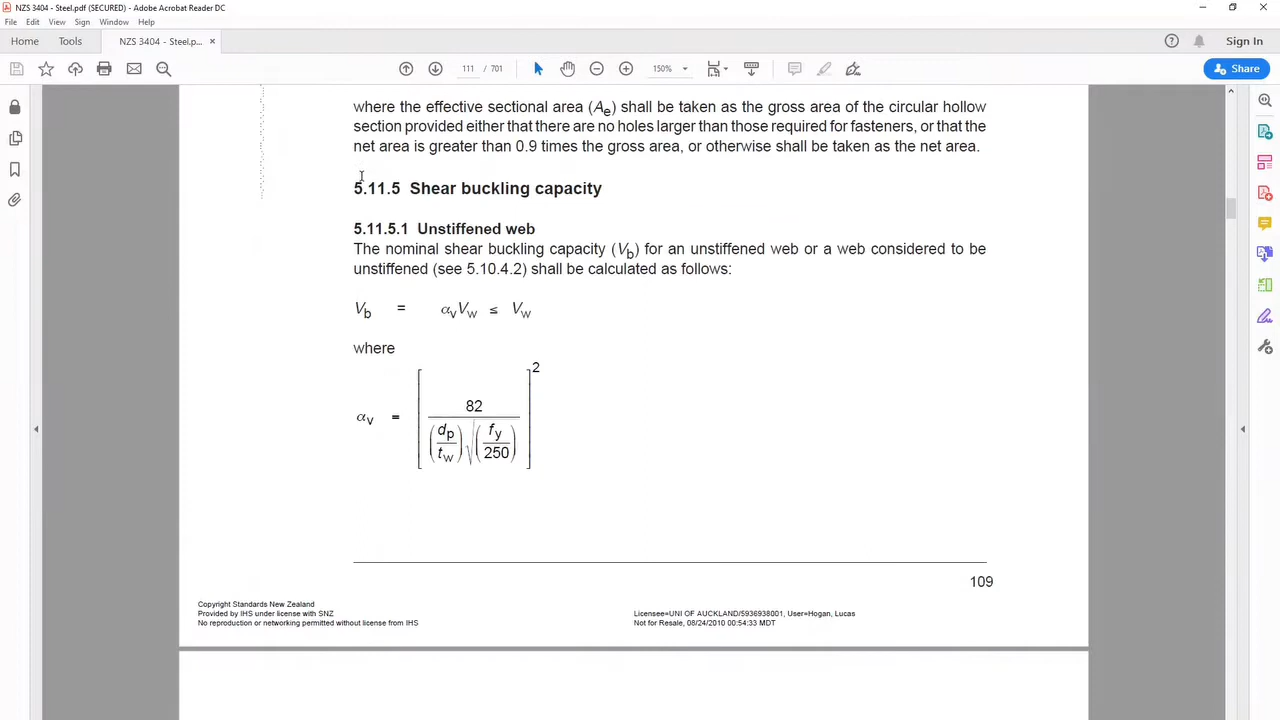 NZS 3404 - Steel.pdf (SECURED) - Adobe Acrobat Reader DC
File Edit View Sign Window Help
Home Tools NZS 3404 - Steel.p... × Sign In
111 / 701 150% Share
where the effective sectional area (Ae) shall be taken as the gross area of the circular hollow
section provided either that there are no holes larger than those required for fasteners, or that the
net area is greater than 0.9 times the gross area, or otherwise shall be taken as the net area.
5.11.5 Shear buckling capacity
5.11.5.1 Unstiffened web
The nominal shear buckling capacity (Vb) for an unstiffened web or a web considered to be
unstiffened (see 5.10.4.2) shall be calculated as follows:
Vb = αvVw ≤ Vw
where
αv = [82 / ((dp/tw)√(fy/250))]2
109
Copyright Standards New Zealand
Provided by IHS under license with SNZ
No reproduction or networking permitted without license from IHS
Licensee=UNI OF AUCKLAND/5936938001, User=Hogan, Lucas
Not for Resale, 08/24/2010 00:54:33 MDT